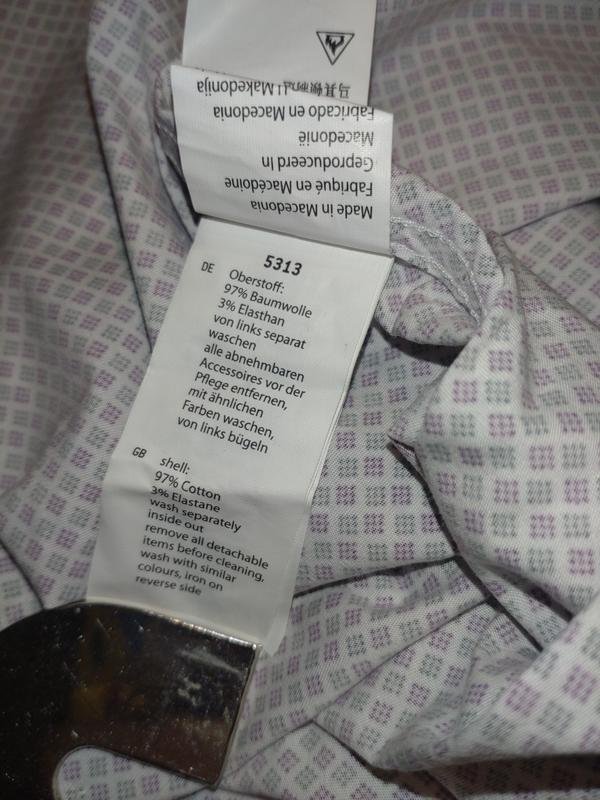 Made in Macedonia
Fabriqué en Macédoine
Geproduceerd In
Macedonië
Fabricado en Macedonia
Makedonija
5313
DE Oberstoff:
97% Baumwolle
3% Elasthan
von links separat
waschen
alle abnehmbaren
Accessoires vor der
Pflege entfernen,
mit ähnlichen
Farben waschen,
von links bügeln
GB shell:
97% Cotton
3% Elastane
wash separately
inside out
remove all detachable
items before cleaning,
wash with similar
colours, iron on
reverse side